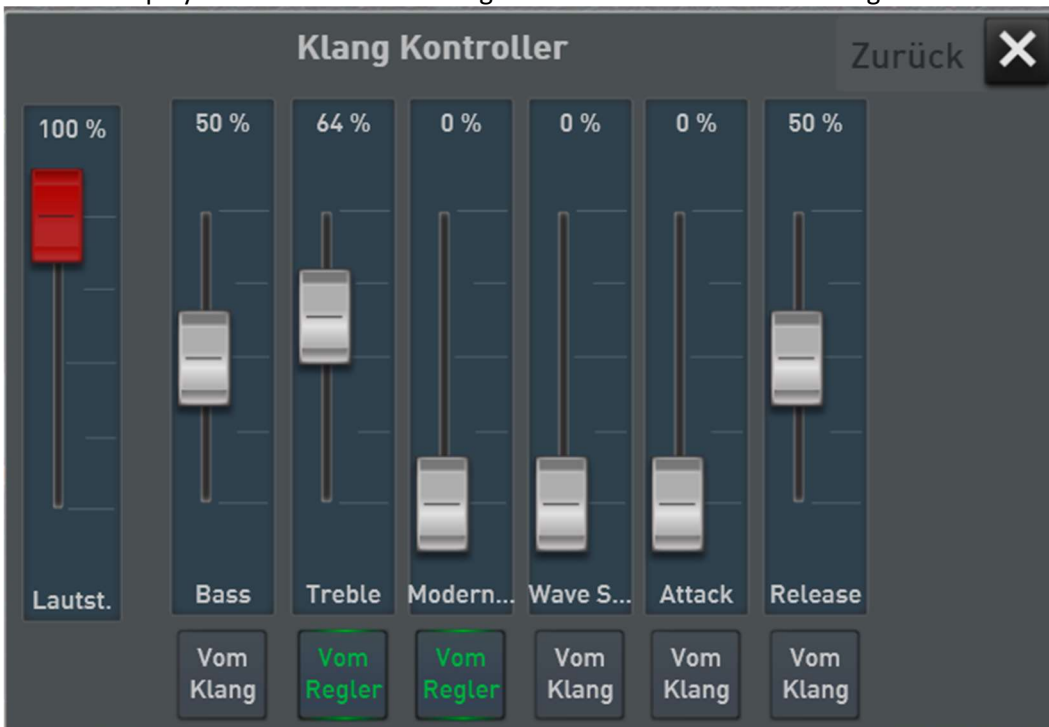 Klang Kontroller
Zurück
100 %
50 %
64 %
0 %
0 %
0 %
50 %
Lautst.
Bass
Treble
Modern...
Wave S...
Attack
Release
Vom
Klang
Vom
Regler
Vom
Regler
Vom
Klang
Vom
Klang
Vom
Klang